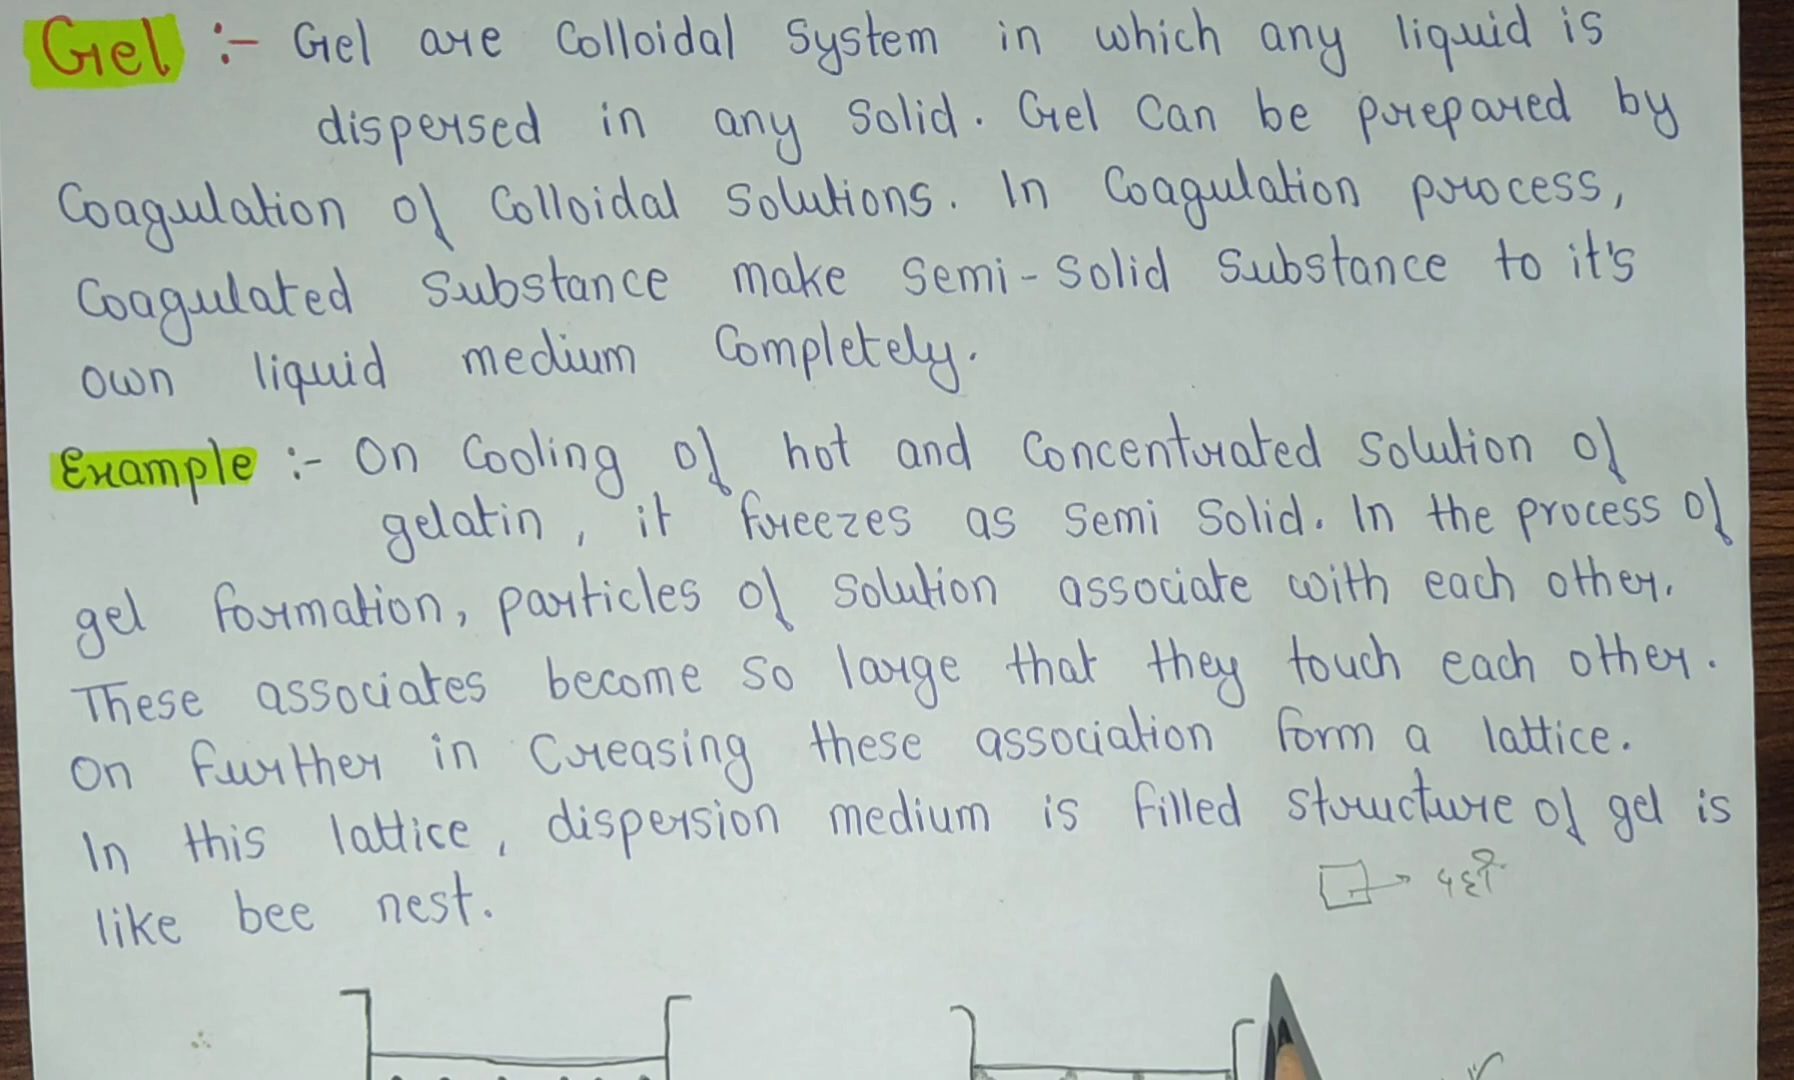 Gel :- Gel are Colloidal System in which any liquid is
dispersed in any Solid. Gel Can be prepared by
Coagulation of Colloidal Solutions. In Coagulation process,
Coagulated Substance make Semi-Solid Substance to it's
own liquid medium Completely.
Example :- On Cooling of hot and Concentrated Solution of
gelatin, it freezes as Semi Solid. In the process of
gel formation, particles of Solution associate with each other.
These associates become so large that they touch each other.
On further in Creasing these association form a lattice.
In this lattice, dispersion medium is filled structure of gel is
like bee nest.